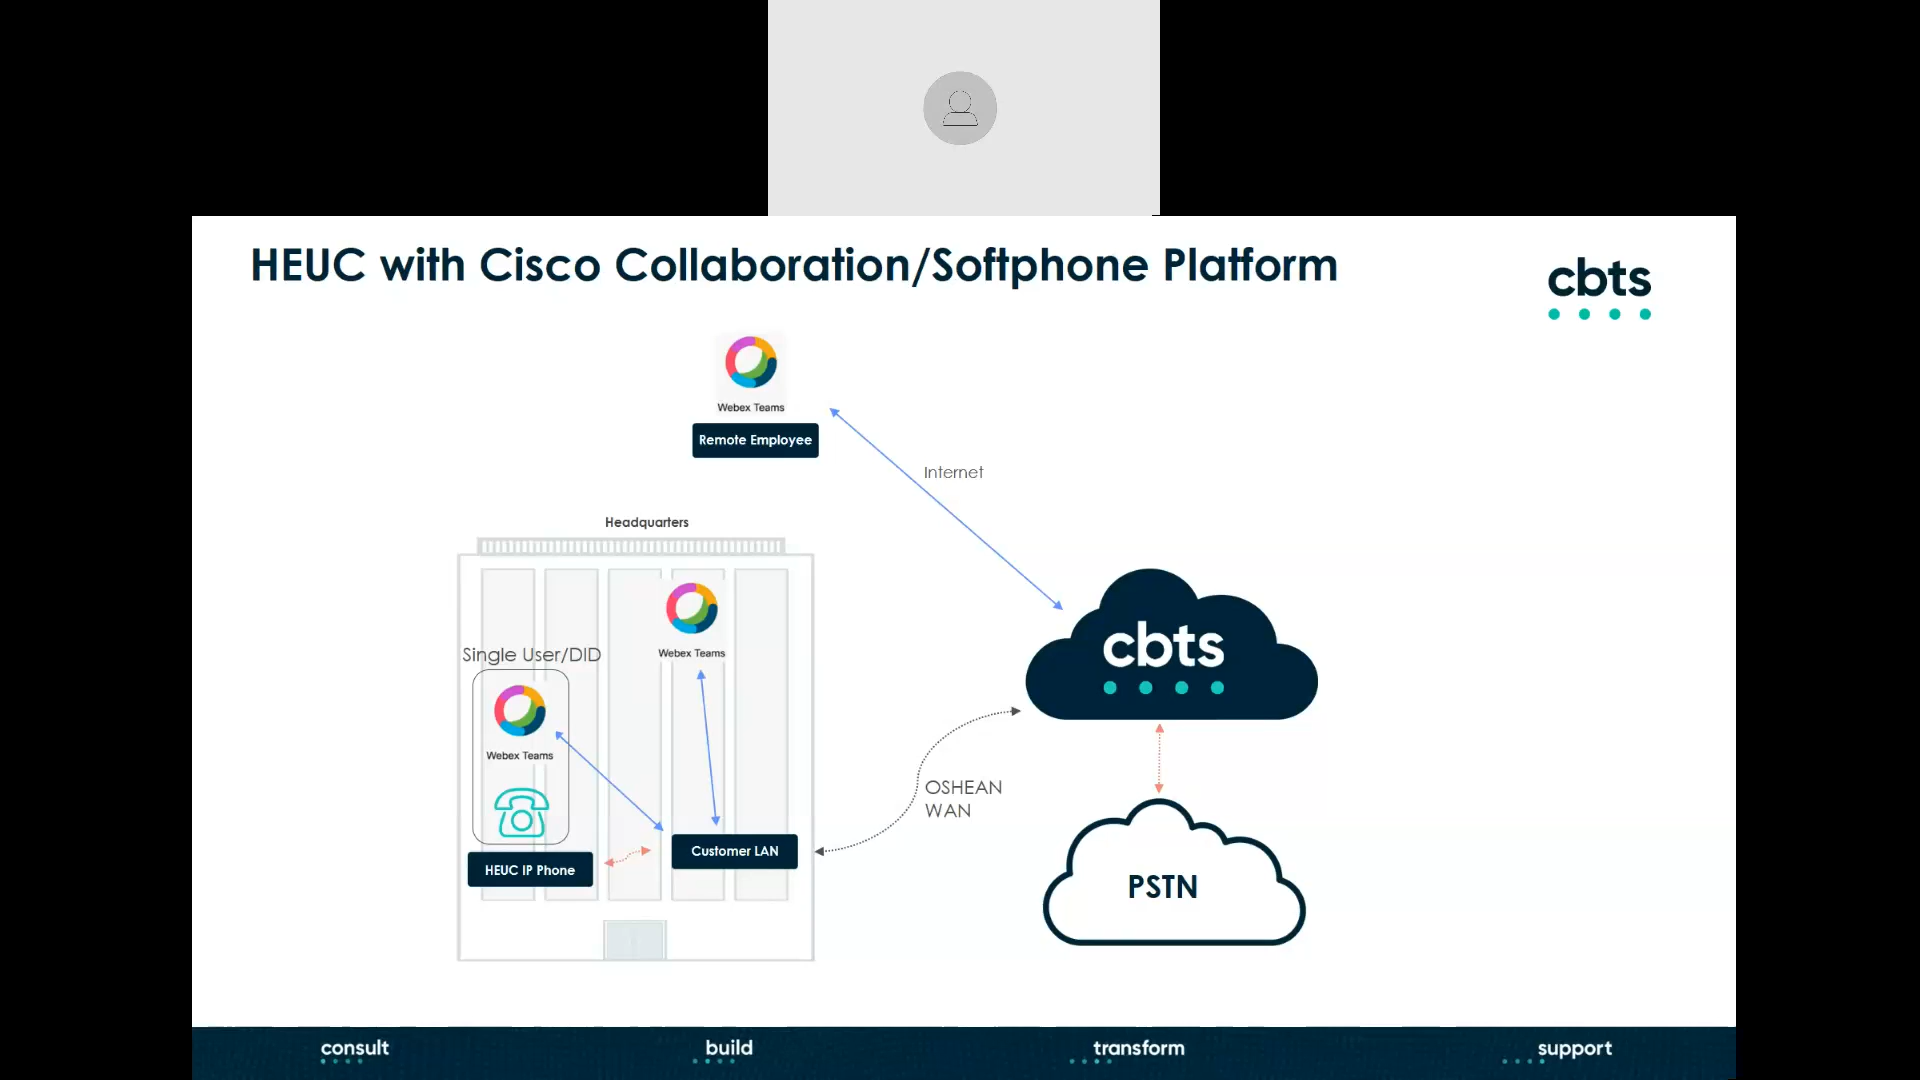 HEUC with Cisco Collaboration/Softphone Platform
cbts
Webex Teams
Remote Employee
Internet
Headquarters
Webex Teams
Single User/DID
Webex Teams
HEUC IP Phone
Customer LAN
OSHEAN
WAN
cbts
PSTN
consult
build
transform
support